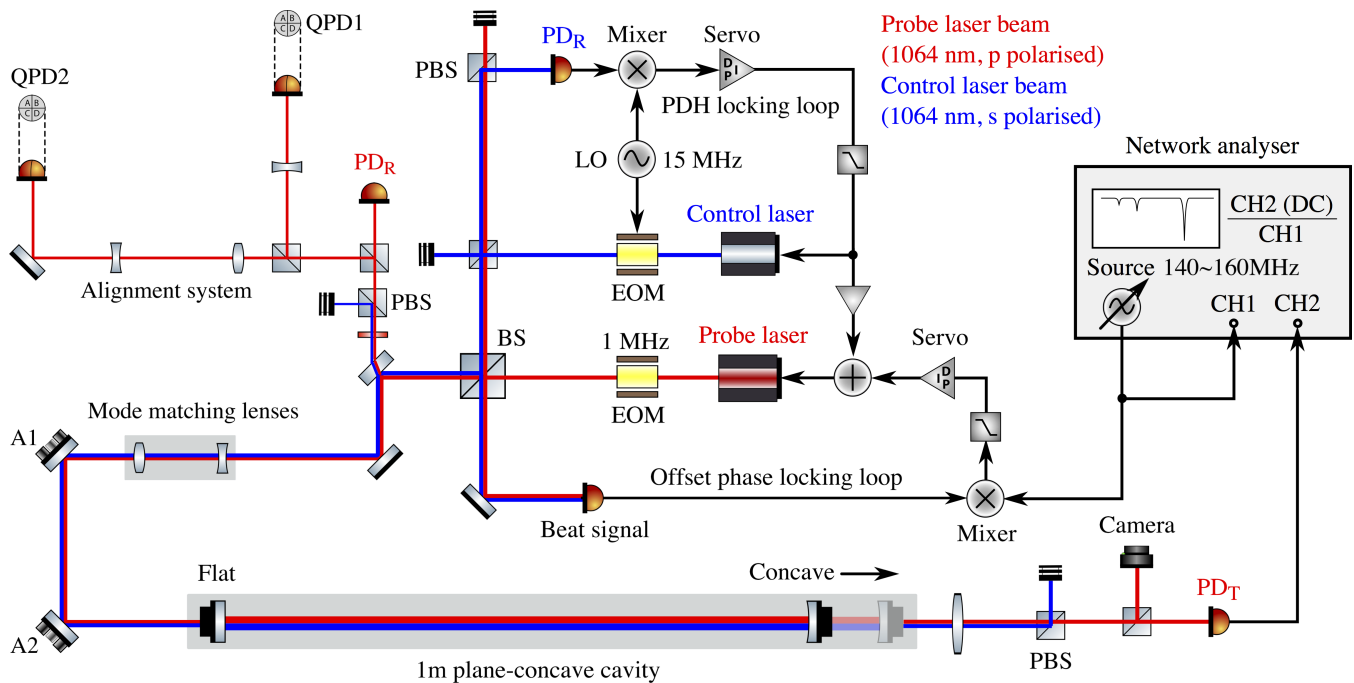 QPD1
A B
C D
QPD2
A B
C D
PD_R
Alignment system
PBS
PBS
PD_R
Mixer
Servo
D
P I
PDH locking loop
LO
15 MHz
Control laser
EOM
Probe laser beam
(1064 nm, p polarised)
Control laser beam
(1064 nm, s polarised)
Network analyser
CH2 (DC)
CH1
Source 140~160MHz
CH1
CH2
BS
1 MHz
Probe laser
EOM
Servo
D
I P
Mode matching lenses
A1
Offset phase locking loop
Beat signal
Mixer
Camera
Flat
Concave
PD_T
A2
1m plane-concave cavity
PBS